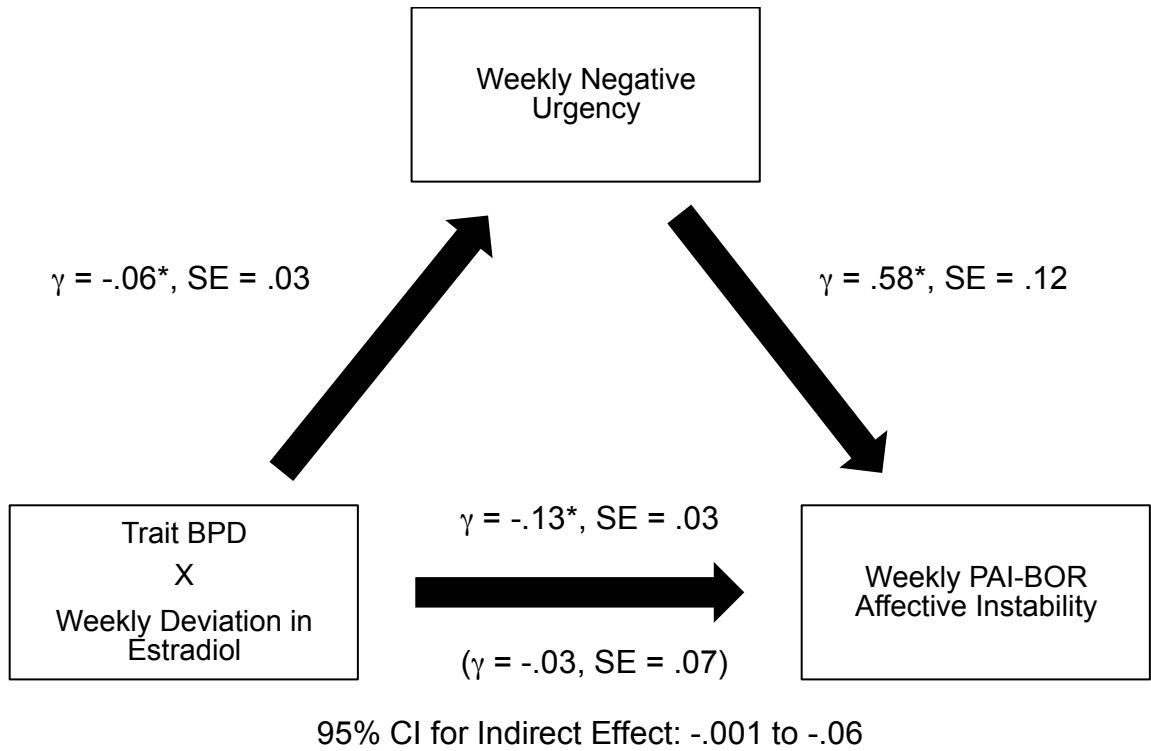 Weekly Negative
Urgency
γ = -.06*, SE = .03
γ = .58*, SE = .12
Trait BPD
X
Weekly Deviation in
Estradiol
γ = -.13*, SE = .03
(γ = -.03, SE = .07)
Weekly PAI-BOR
Affective Instability
95% CI for Indirect Effect: -.001 to -.06